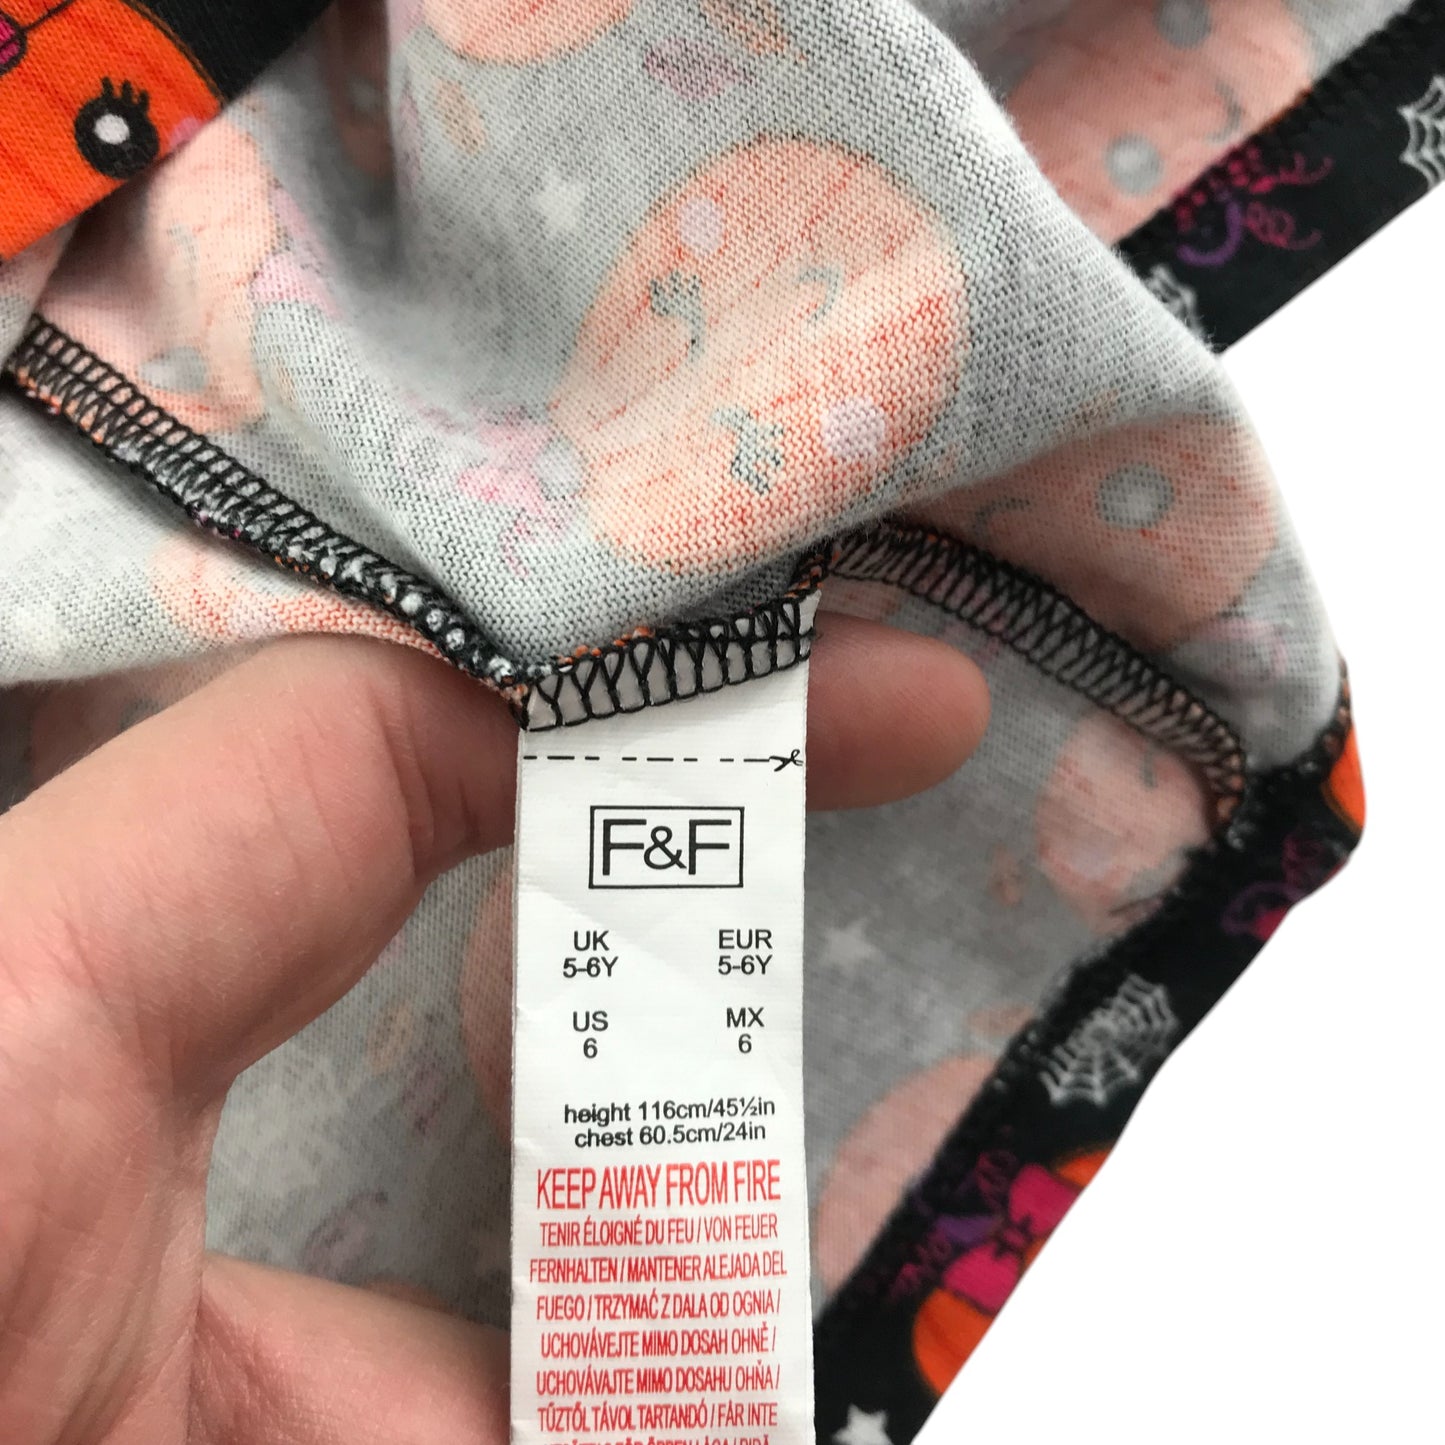 F&F
UK EUR
5-6Y 5-6Y
US MX
6 6
height 116cm/45½in
chest 60.5cm/24in
KEEP AWAY FROM FIRE
TENIR ÉLOIGNÉ DU FEU / VON FEUER
FERNHALTEN / MANTENER ALEJADA DEL
FUEGO / TRZYMAĆ Z DALA OD OGNIA /
UCHOVÁVEJTE MIMO DOSAH OHNĚ /
UCHOVÁVAJTE MIMO DOSAHU OHŇA /
TŰZTŐL TÁVOL TARTANDÓ / FÅR INTE